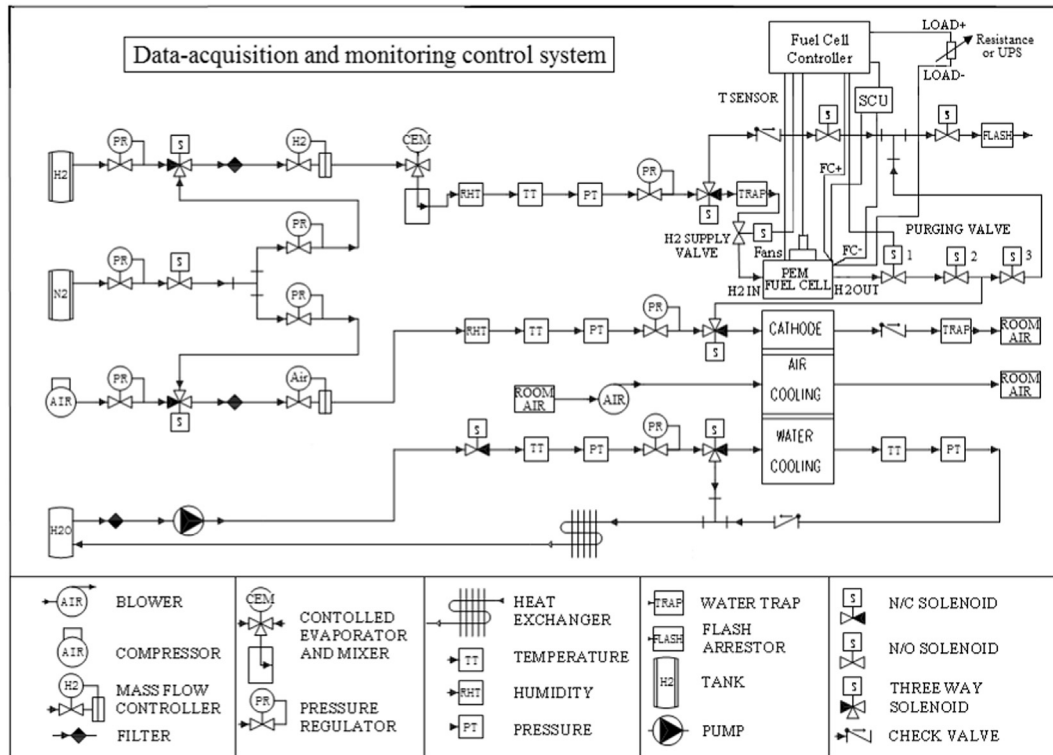 Data-acquisition and monitoring control system
Fuel Cell
Controller
LOAD+
Resistance
or UPS
LOAD-
SCU
T SENSOR
S
S
FLASH
PR
S
H2
CEM
H2
RHT
TT
PT
PR
S
TRAP
FC+
H2 SUPPLY
VALVE
S
Fans
FC-
PURGING VALVE
S 1
S 2
S 3
PR
S
PR
N2
PR
H2 IN
PEM
FUEL CELL
H2OUT
RHT
TT
PT
PR
S
CATHODE
TRAP
ROOM
AIR
AIR
PR
S
Air
ROOM
AIR
AIR
AIR
COOLING
ROOM
AIR
S
TT
PT
PR
S
WATER
COOLING
TT
PT
H2O
AIR
BLOWER
AIR
COMPRESSOR
H2
MASS FLOW
CONTROLLER
FILTER
CEM
CONTOLLED
EVAPORATOR
AND MIXER
PR
PRESSURE
REGULATOR
HEAT
EXCHANGER
TT
TEMPERATURE
RHT
HUMIDITY
PT
PRESSURE
TRAP
WATER TRAP
FLASH
FLASH
ARRESTOR
H2
TANK
PUMP
S
N/C SOLENOID
S
N/O SOLENOID
S
THREE WAY
SOLENOID
CHECK VALVE